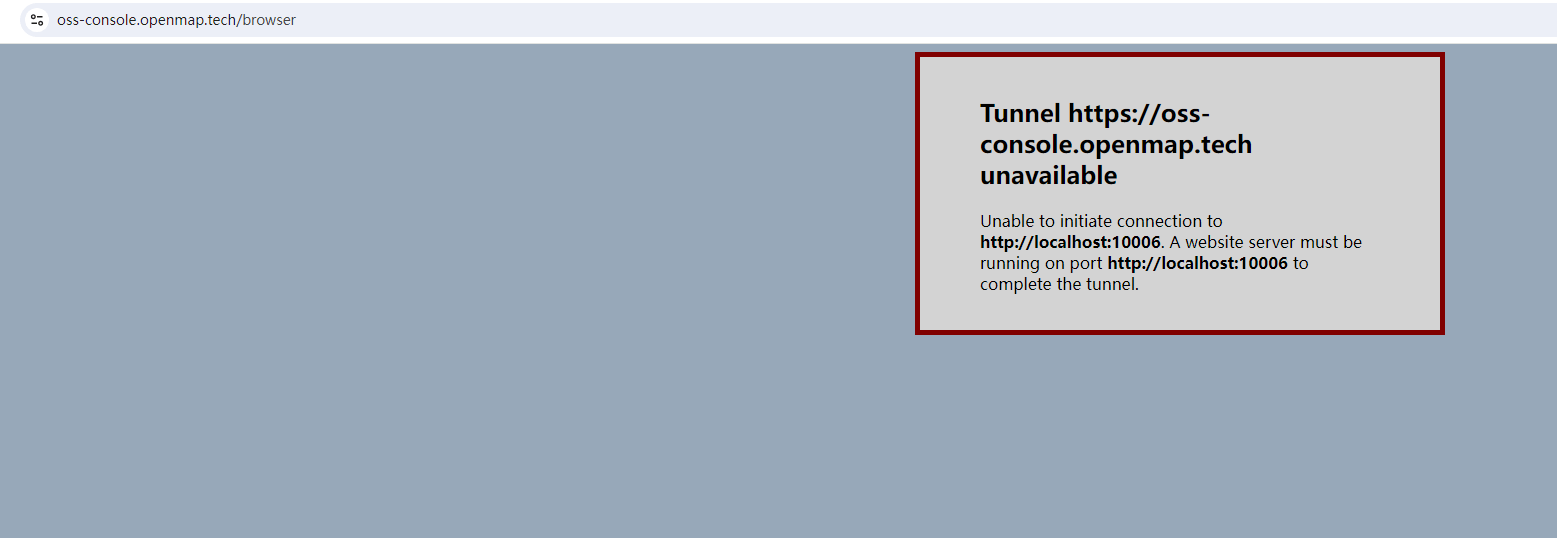 oss-console.openmap.tech/browser
Tunnel https://oss-
console.openmap.tech
unavailable
Unable to initiate connection to
http://localhost:10006. A website server must be
running on port http://localhost:10006 to
complete the tunnel.